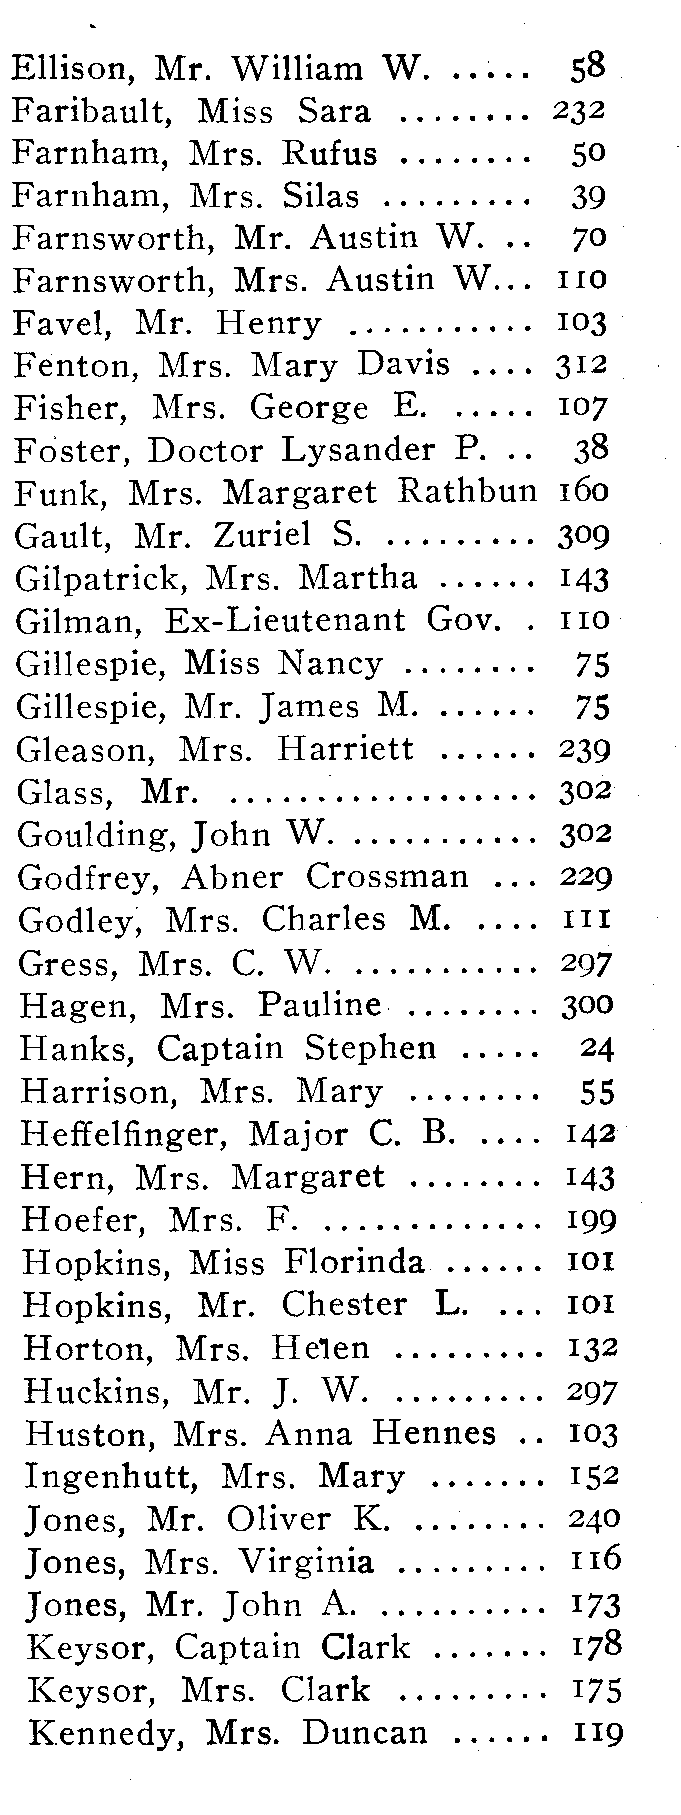 Ellison, Mr. William W. ..... 58
Faribault, Miss Sara ........ 232
Farnham, Mrs. Rufus ........ 50
Farnham, Mrs. Silas ......... 39
Farnsworth, Mr. Austin W. .. 70
Farnsworth, Mrs. Austin W... 110
Favel, Mr. Henry ........... 103
Fenton, Mrs. Mary Davis .... 312
Fisher, Mrs. George E. ..... 107
Foster, Doctor Lysander P. .. 38
Funk, Mrs. Margaret Rathbun 160
Gault, Mr. Zuriel S. ......... 309
Gilpatrick, Mrs. Martha ...... 143
Gilman, Ex-Lieutenant Gov. . 110
Gillespie, Miss Nancy ........ 75
Gillespie, Mr. James M. ...... 75
Gleason, Mrs. Harriett ...... 239
Glass, Mr. .................. 302
Goulding, John W. ........... 302
Godfrey, Abner Crossman ... 229
Godley, Mrs. Charles M. .... 111
Gress, Mrs. C. W. ........... 297
Hagen, Mrs. Pauline ........ 300
Hanks, Captain Stephen ..... 24
Harrison, Mrs. Mary ........ 55
Heffelfinger, Major C. B. .... 142
Hern, Mrs. Margaret ........ 143
Hoefer, Mrs. F. ............. 199
Hopkins, Miss Florinda ...... 101
Hopkins, Mr. Chester L. ... 101
Horton, Mrs. Helen ......... 132
Huckins, Mr. J. W. ......... 297
Huston, Mrs. Anna Hennes .. 103
Ingenhutt, Mrs. Mary ....... 152
Jones, Mr. Oliver K. ........ 240
Jones, Mrs. Virginia ......... 116
Jones, Mr. John A. .......... 173
Keysor, Captain Clark ....... 178
Keysor, Mrs. Clark ......... 175
Kennedy, Mrs. Duncan ...... 119